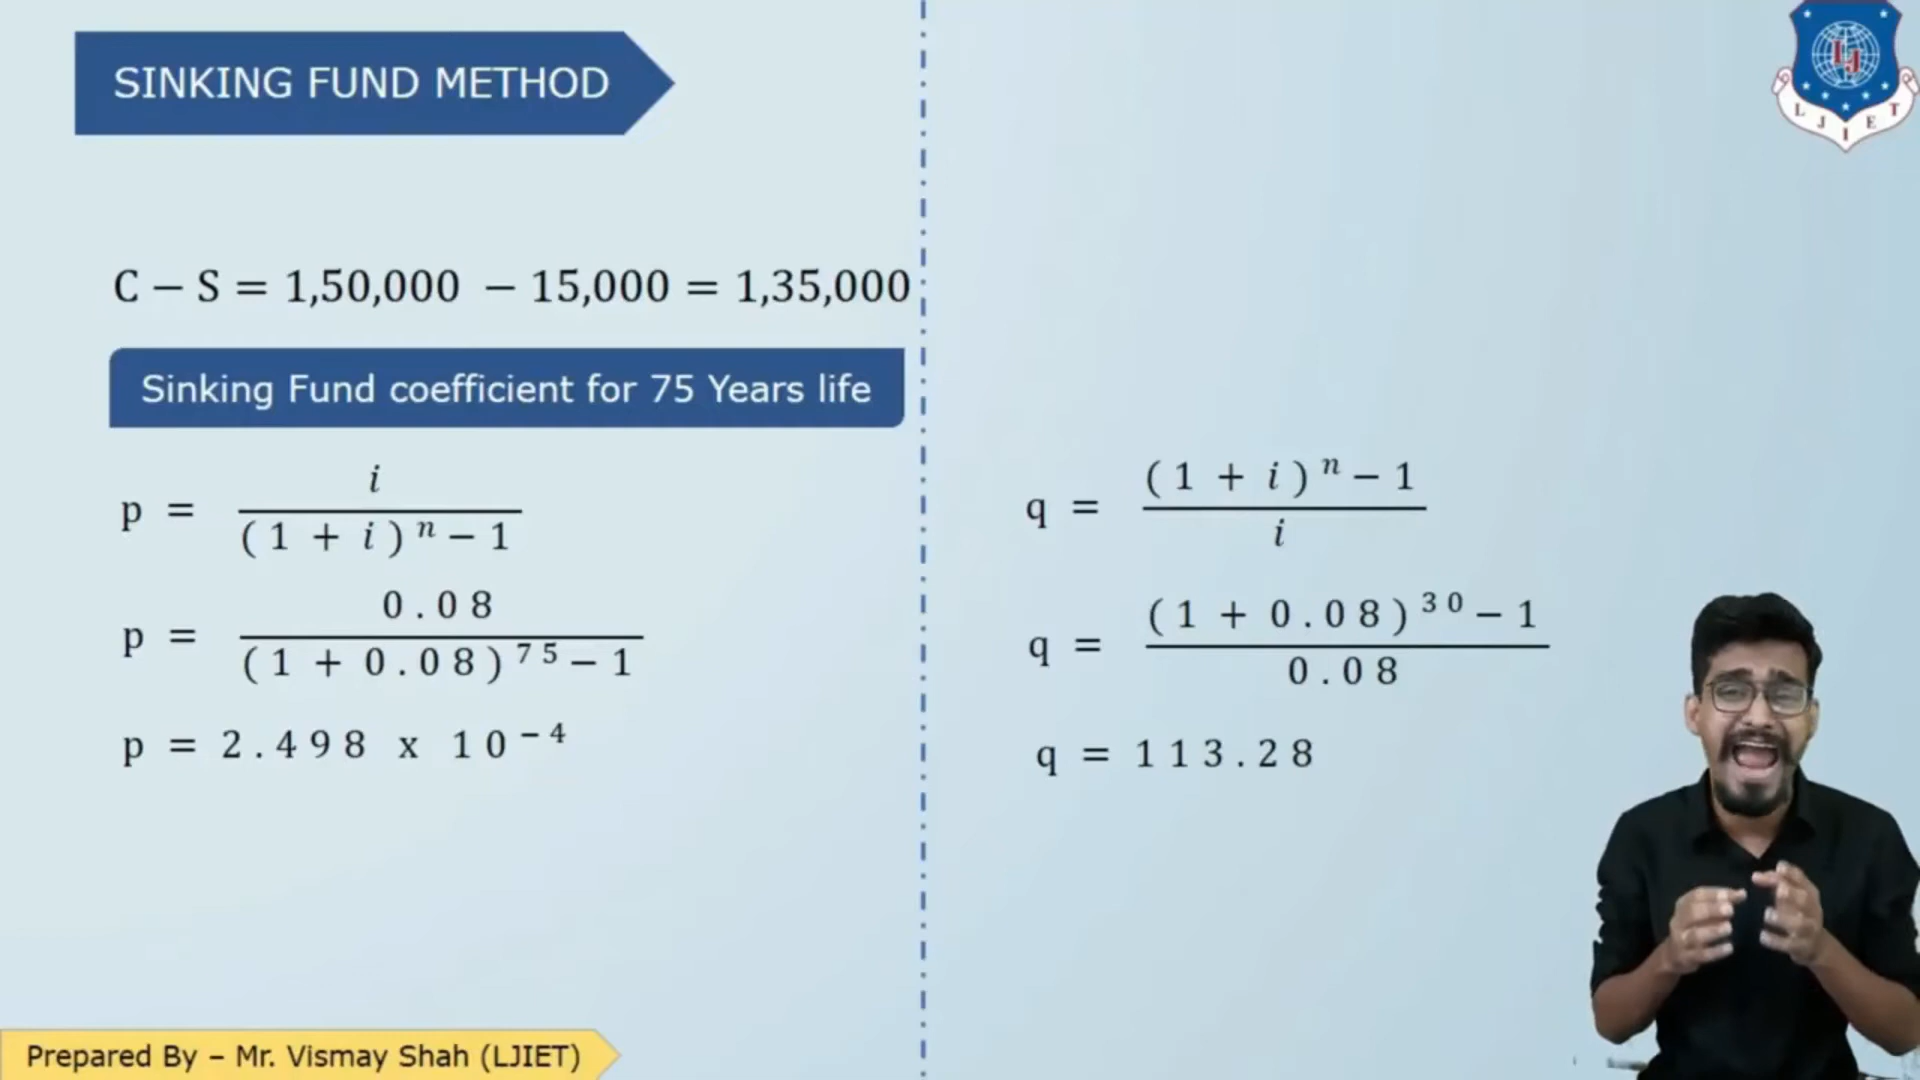 SINKING FUND METHOD
LJ
L J I E T
C − S = 1,50,000 − 15,000 = 1,35,000
Sinking Fund coefficient for 75 Years life
p = i / (1 + i)ⁿ − 1
p = 0.08 / (1 + 0.08)⁷⁵ − 1
p = 2.498 x 10⁻⁴
q = (1 + i)ⁿ − 1 / i
q = (1 + 0.08)³⁰ − 1 / 0.08
q = 113.28
Prepared By – Mr. Vismay Shah (LJIET)